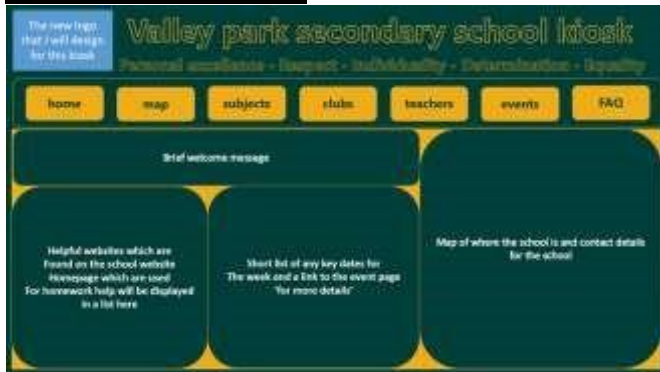 The new logo
that I will design
for this kiosk
Valley park secondary school kiosk
Personal excellence - Respect - Individuality - Determination - Equality
home map subjects clubs teachers events FAQ
Brief welcome message
Helpful websites which are
Found on the school website
Homepage which are used
For homework help will be displayed
in a list here
Short list of any key dates for
The week and a link to the event page
"for more details"
Map of where the school is and contact details
for the school